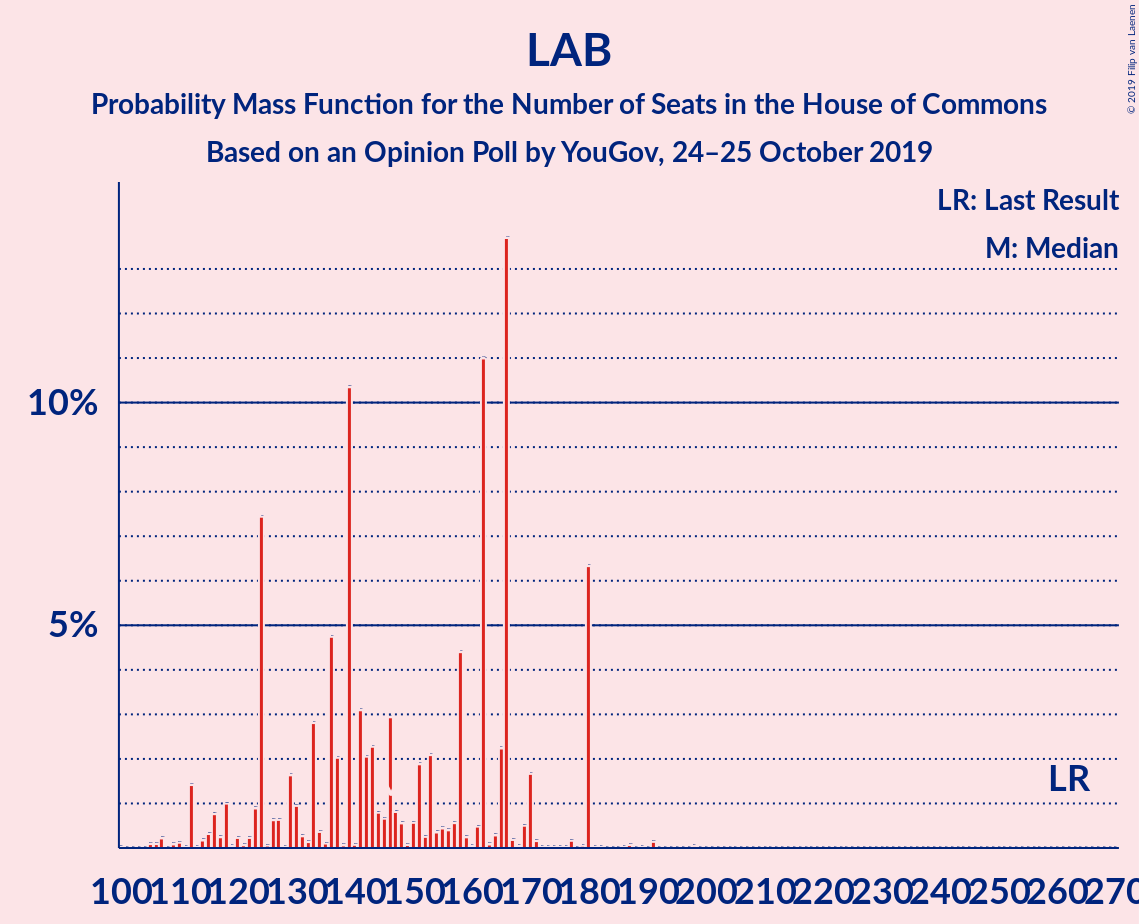 LAB
Probability Mass Function for the Number of Seats in the House of Commons
Based on an Opinion Poll by YouGov, 24–25 October 2019
© 2019 Filip van Laenen
LR: Last Result
M: Median
10%
5%
LR
100 110 120 130 140 150 160 170 180 190 200 210 220 230 240 250 260 270